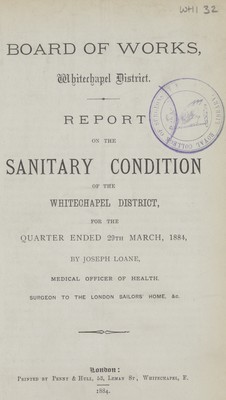 WHI 32
BOARD OF WORKS,
Whitechapel District.
REPORT
ON THE
SANITARY CONDITION
OF THE
WHITECHAPEL DISTRICT,
FOR THE
QUARTER ENDED 29TH MARCH, 1884,
BY JOSEPH LOANE,
MEDICAL OFFICER OF HEALTH.
SURGEON TO THE LONDON SAILORS' HOME, &c.
London:
PRINTED BY PENNY & HULL, 53, LEMAN ST., WHITECHAPEL, E.
1884.